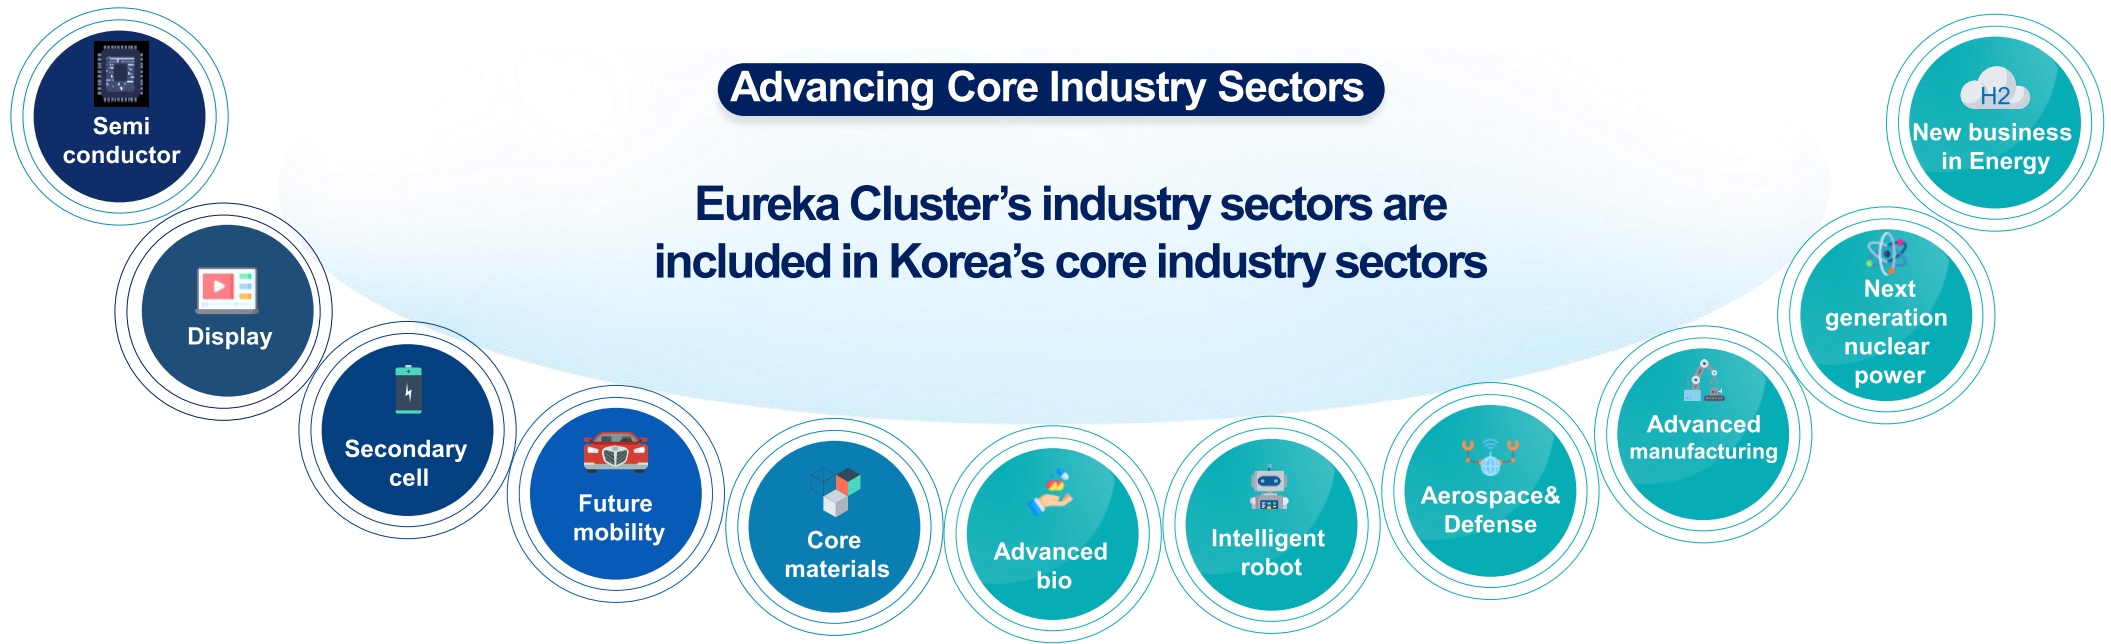 Advancing Core Industry Sectors
Eureka Cluster’s industry sectors are
included in Korea’s core industry sectors
Semi
conductor
Display
Secondary
cell
Future
mobility
Core
materials
Advanced
bio
Intelligent
robot
Aerospace&
Defense
Advanced
manufacturing
Next
generation
nuclear
power
H2
New business
in Energy